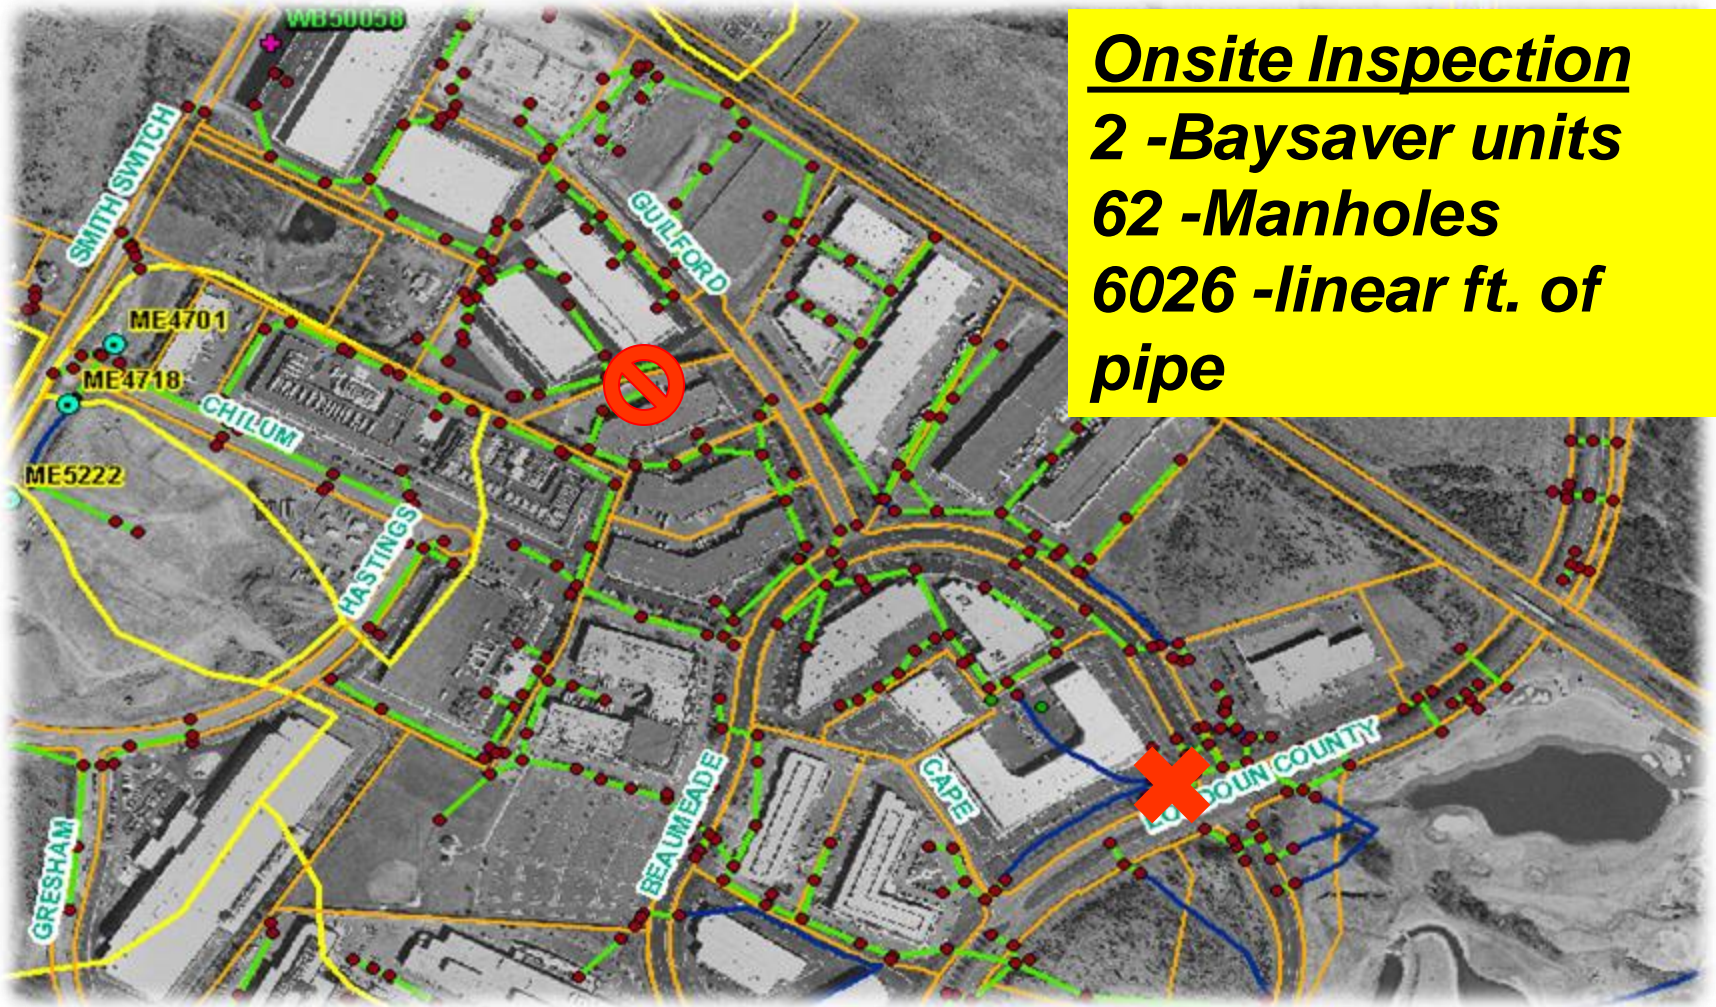 WB50058
Onsite Inspection
2 -Baysaver units
62 -Manholes
6026 -linear ft. of
pipe
SMITH SWITCH
GUILFORD
ME4701
ME4718
CHILUM
ME5222
HASTINGS
CAPE
LOUDOUN COUNTY
BEAUMEADE
GRESHAM